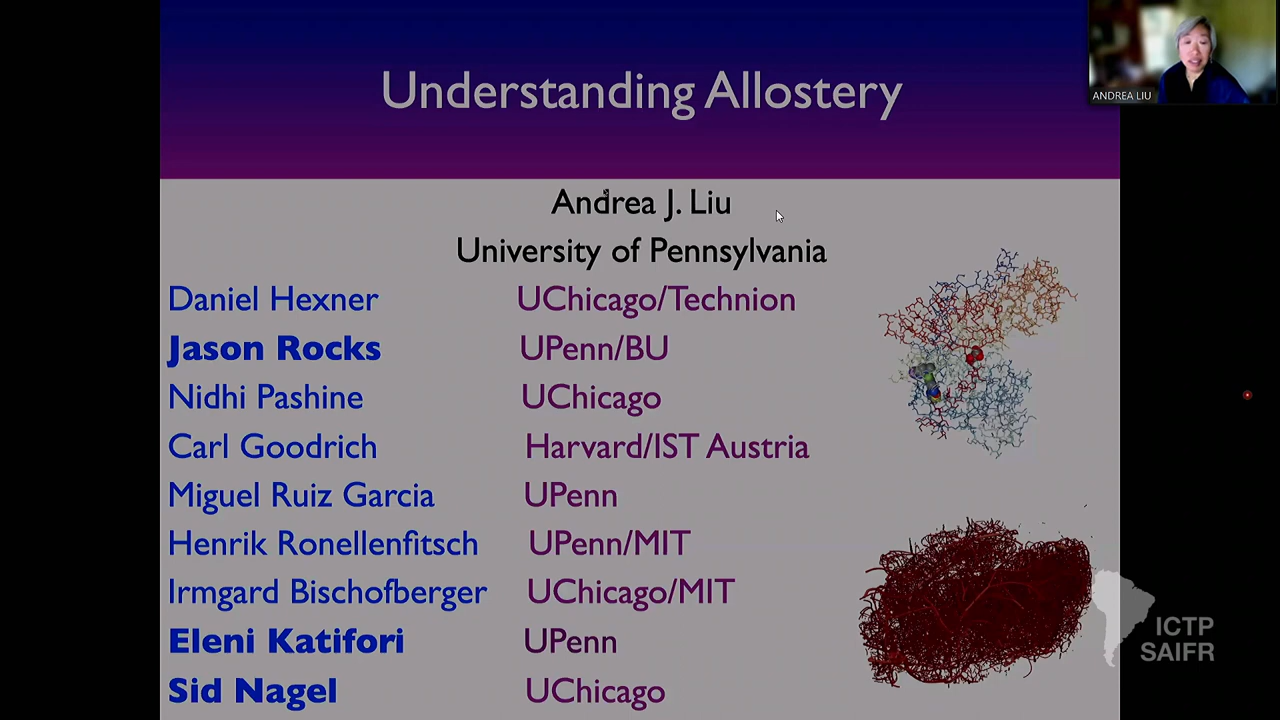 Understanding Allostery
ANDREA LIU
Andrea J. Liu
University of Pennsylvania
Daniel Hexner UChicago/Technion
Jason Rocks UPenn/BU
Nidhi Pashine UChicago
Carl Goodrich Harvard/IST Austria
Miguel Ruiz Garcia UPenn
Henrik Ronellenfitsch UPenn/MIT
Irmgard Bischofberger UChicago/MIT
Eleni Katifori UPenn
Sid Nagel UChicago
ICTP
SAIFR